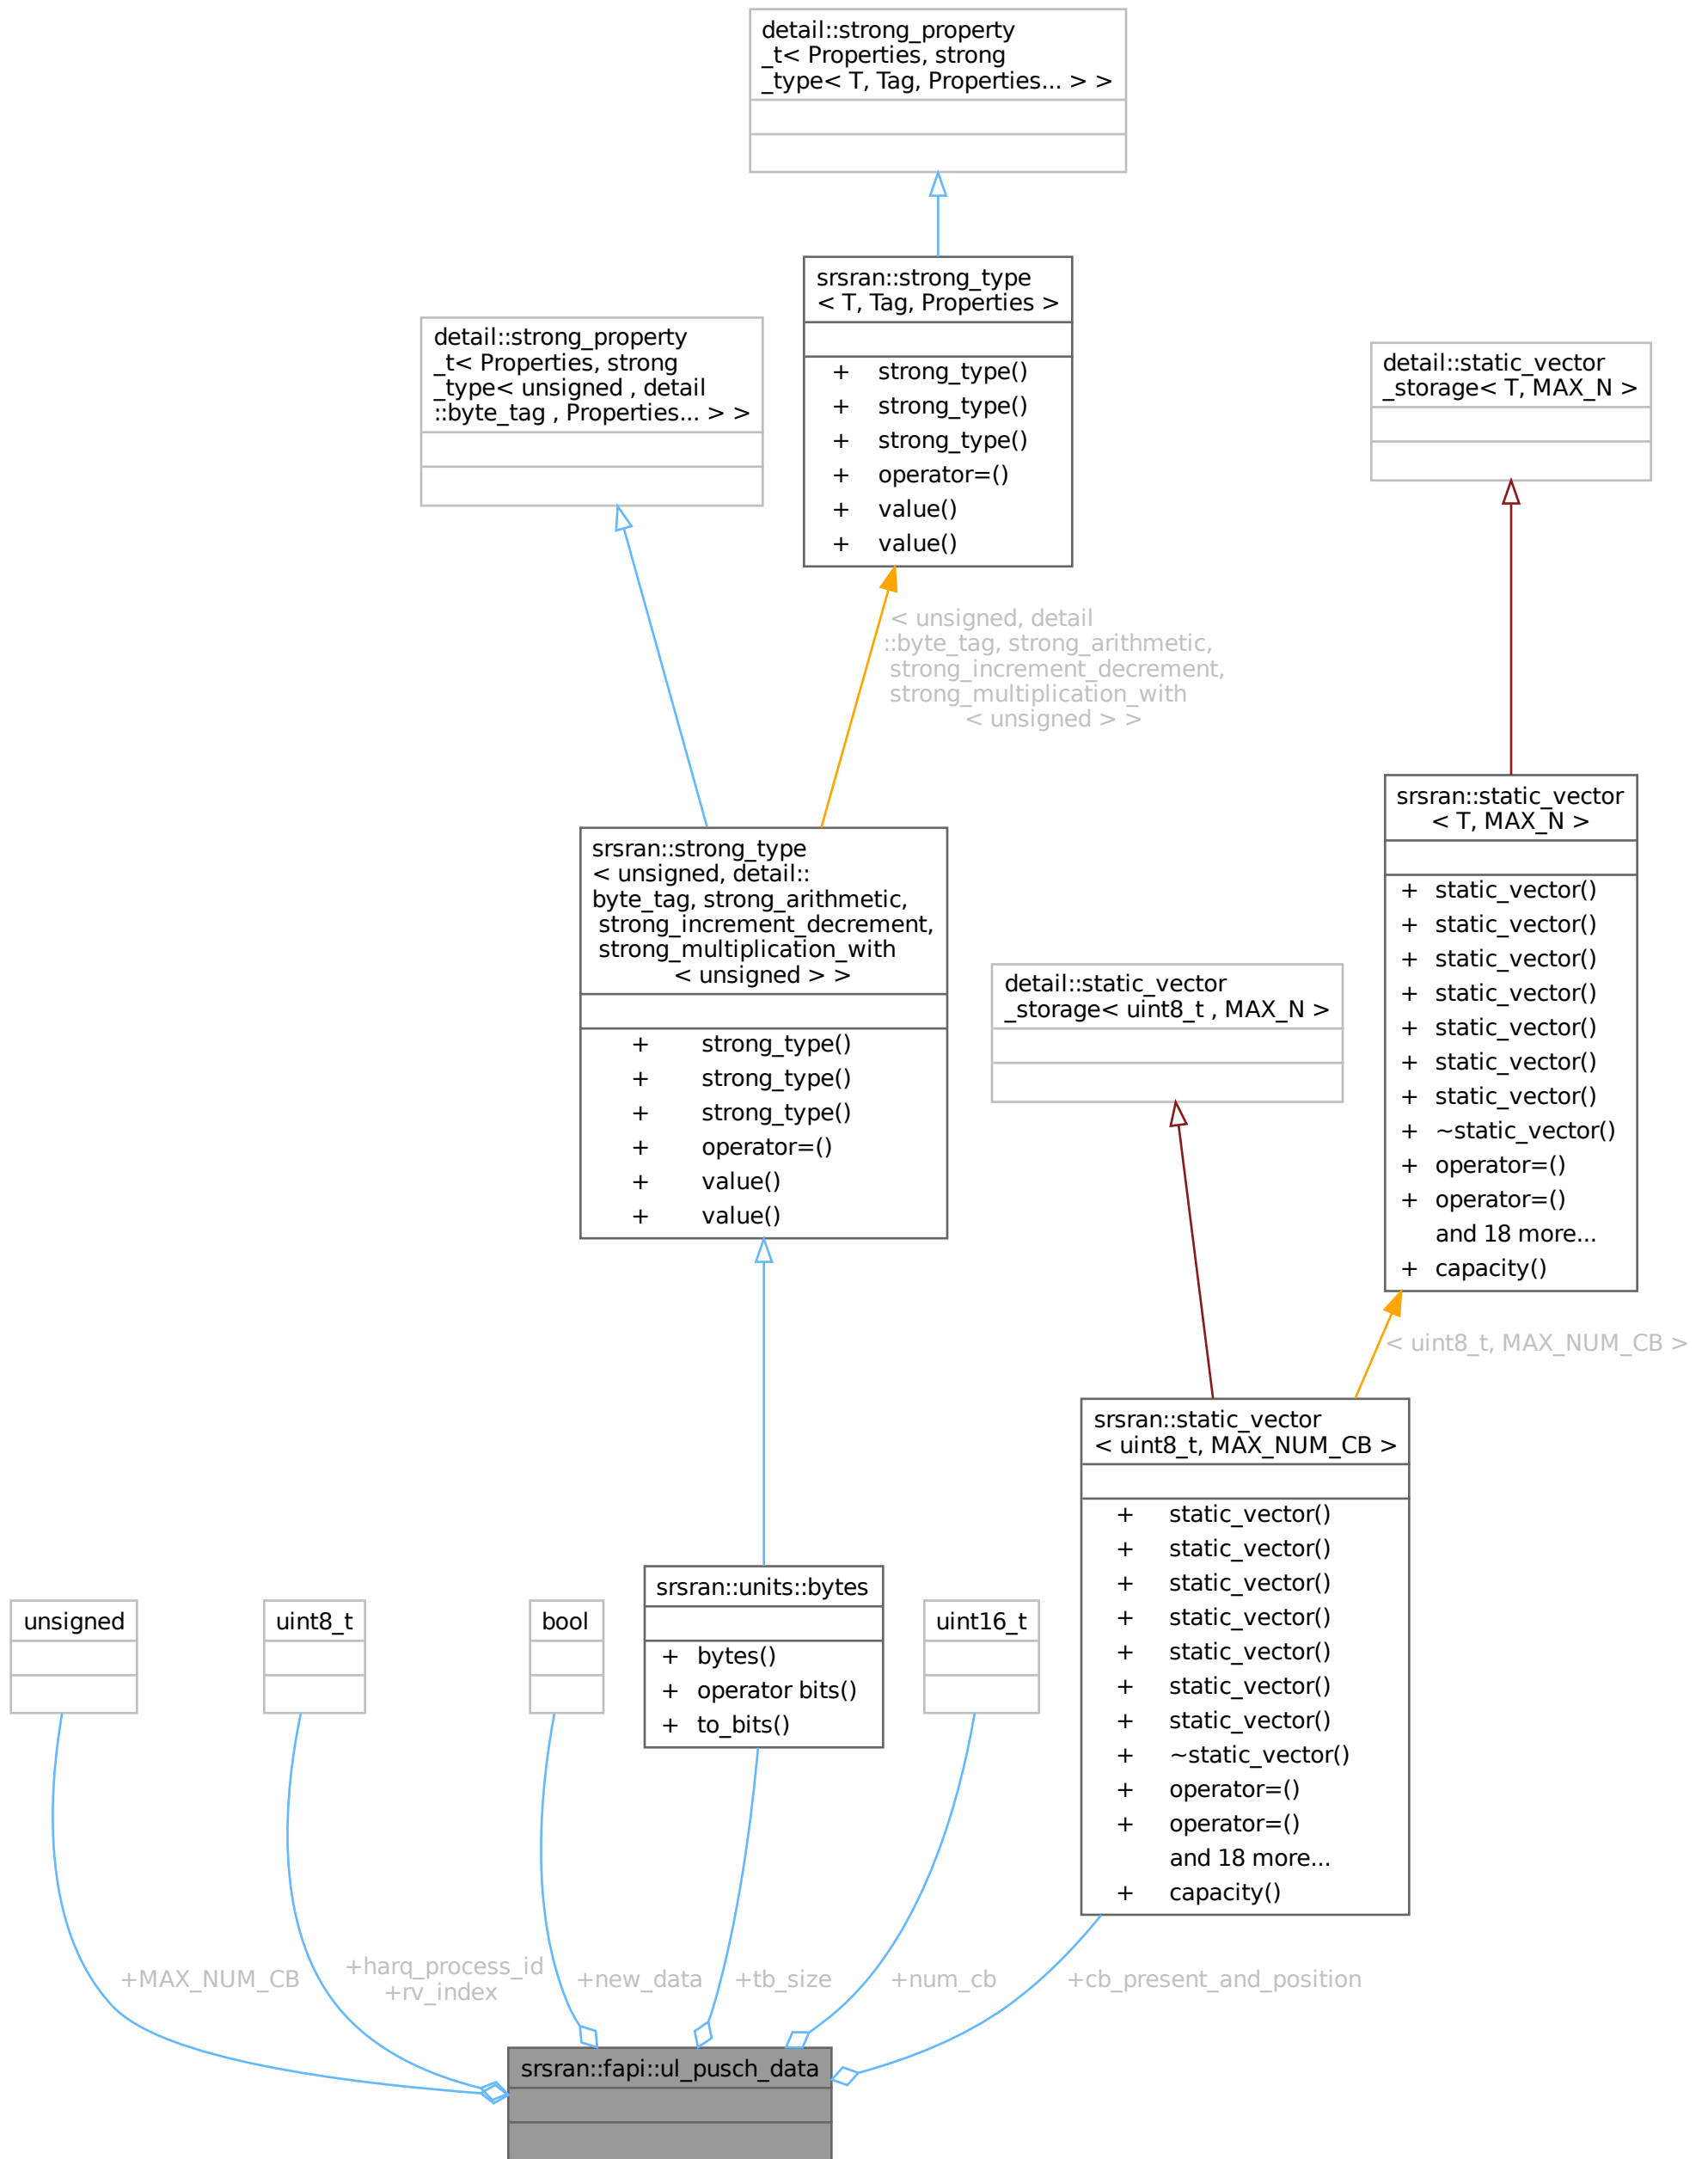 detail::strong_property
_t< Properties, strong
_type< T, Tag, Properties... > >
srsran::strong_type
< T, Tag, Properties >
+ strong_type()
+ strong_type()
+ strong_type()
+ operator=()
+ value()
+ value()
detail::strong_property
_t< Properties, strong
_type< unsigned , detail
::byte_tag , Properties... > >
detail::static_vector
_storage< T, MAX_N >
< unsigned, detail
::byte_tag, strong_arithmetic,
strong_increment_decrement,
strong_multiplication_with
< unsigned > >
srsran::static_vector
< T, MAX_N >
+ static_vector()
+ static_vector()
+ static_vector()
+ static_vector()
+ static_vector()
+ static_vector()
+ static_vector()
+ ~static_vector()
+ operator=()
+ operator=()
and 18 more...
+ capacity()
srsran::strong_type
< unsigned, detail::
byte_tag, strong_arithmetic,
strong_increment_decrement,
strong_multiplication_with
< unsigned > >
+ strong_type()
+ strong_type()
+ strong_type()
+ operator=()
+ value()
+ value()
detail::static_vector
_storage< uint8_t , MAX_N >
< uint8_t, MAX_NUM_CB >
srsran::static_vector
< uint8_t, MAX_NUM_CB >
+ static_vector()
+ static_vector()
+ static_vector()
+ static_vector()
+ static_vector()
+ static_vector()
+ static_vector()
+ ~static_vector()
+ operator=()
+ operator=()
and 18 more...
+ capacity()
unsigned
uint8_t
bool
srsran::units::bytes
+ bytes()
+ operator bits()
+ to_bits()
uint16_t
+MAX_NUM_CB
+harq_process_id
+rv_index
+new_data
+tb_size
+num_cb
+cb_present_and_position
srsran::fapi::ul_pusch_data